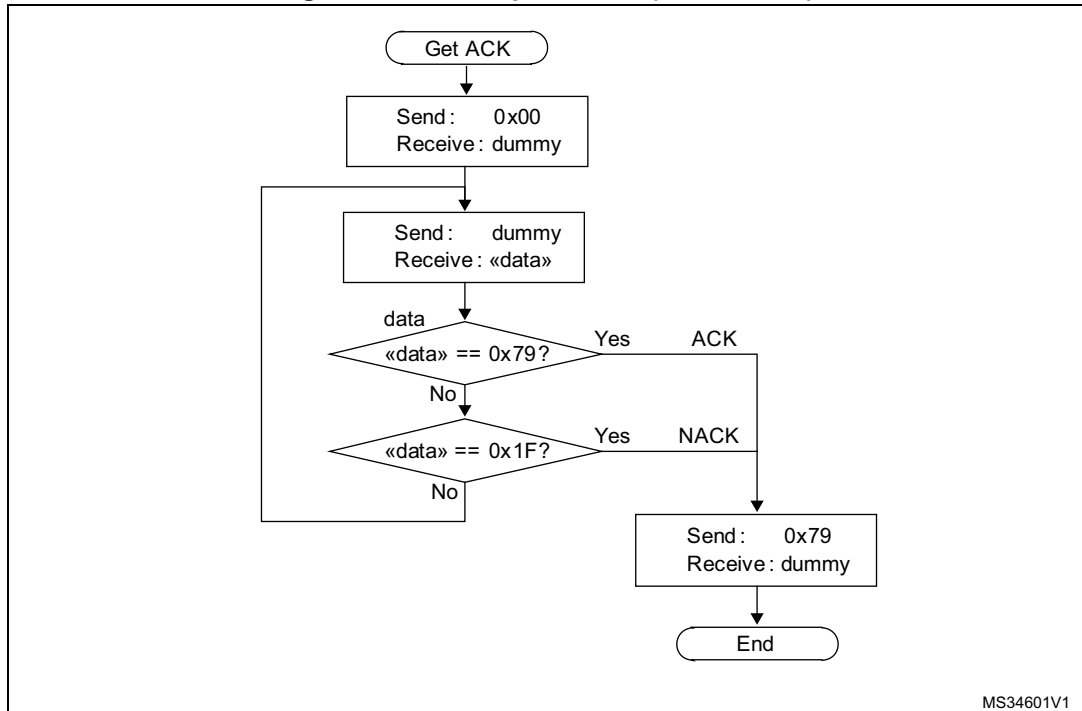 Get ACK
Send : 0x00
Receive : dummy
Send : dummy
Receive : «data»
data
«data» == 0x79?
Yes
ACK
No
«data» == 0x1F?
Yes
NACK
No
Send : 0x79
Receive : dummy
End
MS34601V1